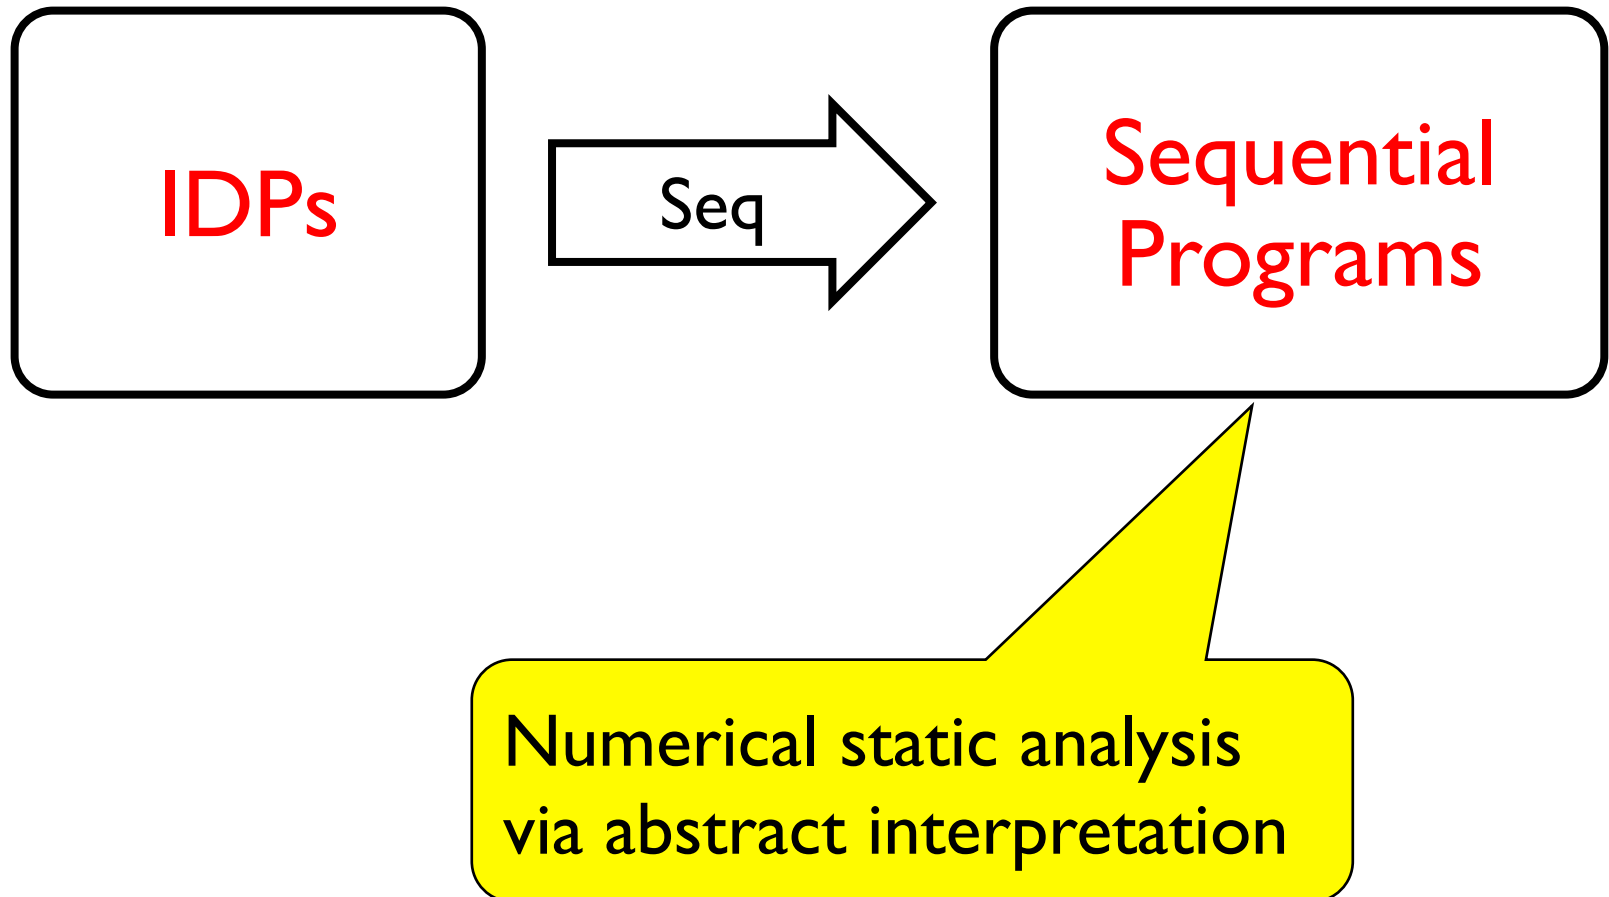 IDPs
Seq
Sequential
Programs
Numerical static analysis
via abstract interpretation